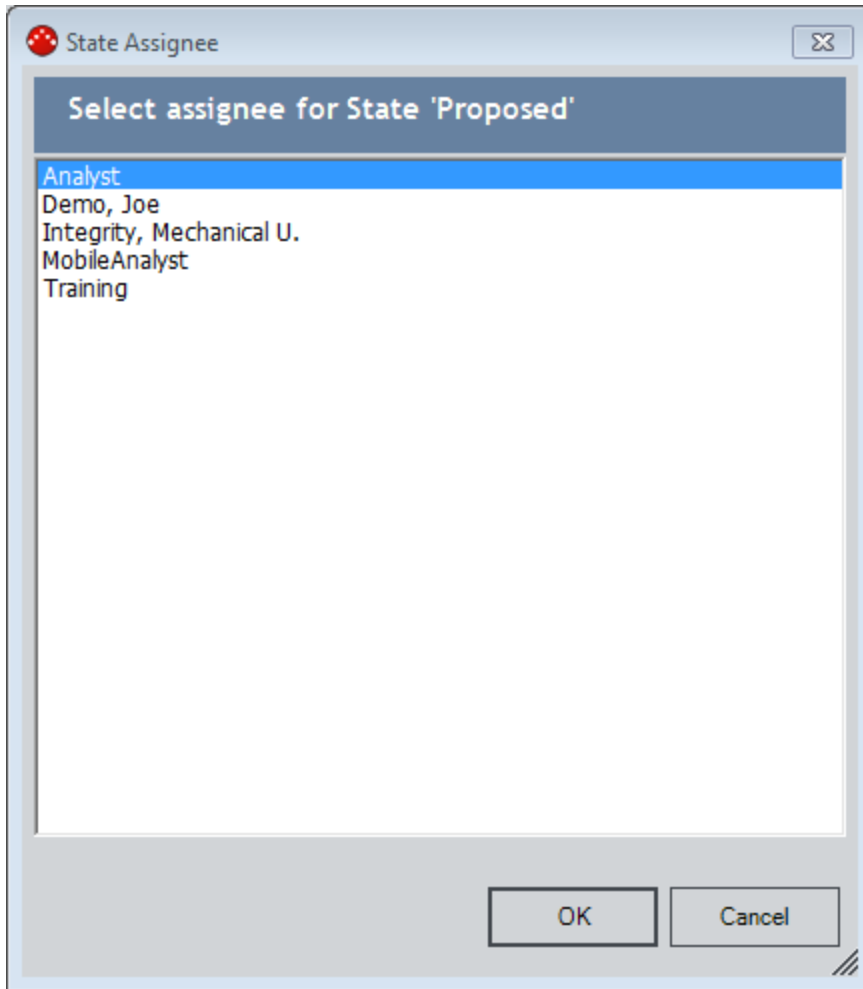 State Assignee
Select assignee for State 'Proposed'
Analyst
Demo, Joe
Integrity, Mechanical U.
MobileAnalyst
Training
OK
Cancel